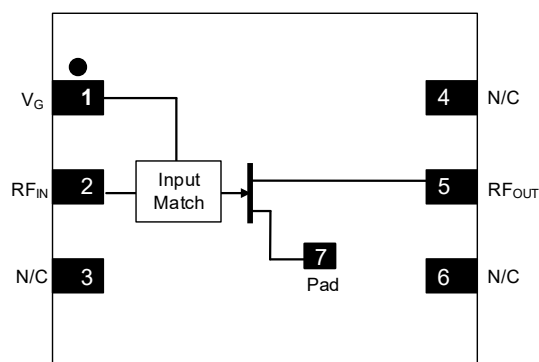 V_G 1 4 N/C
RF_IN 2 Input Match 5 RF_OUT
N/C 3 7 Pad 6 N/C